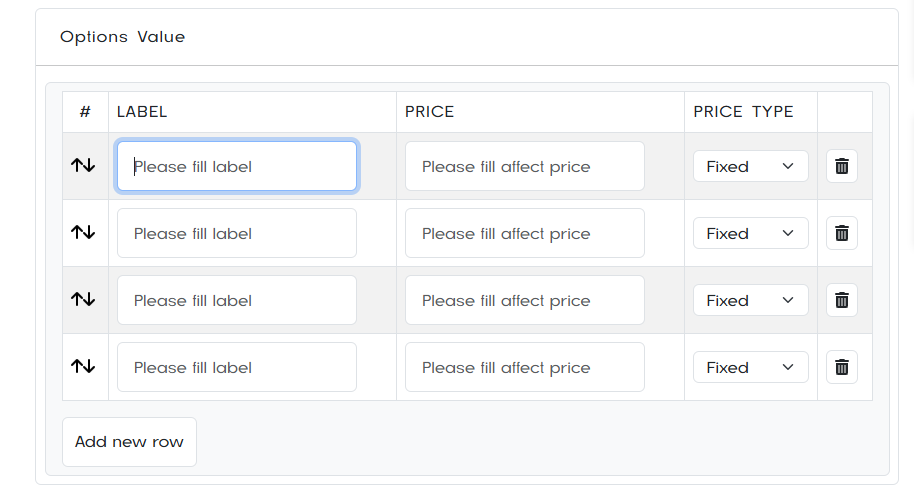 Options Value
# LABEL PRICE PRICE TYPE
Please fill label Please fill affect price Fixed
Please fill label Please fill affect price Fixed
Please fill label Please fill affect price Fixed
Please fill label Please fill affect price Fixed
Add new row